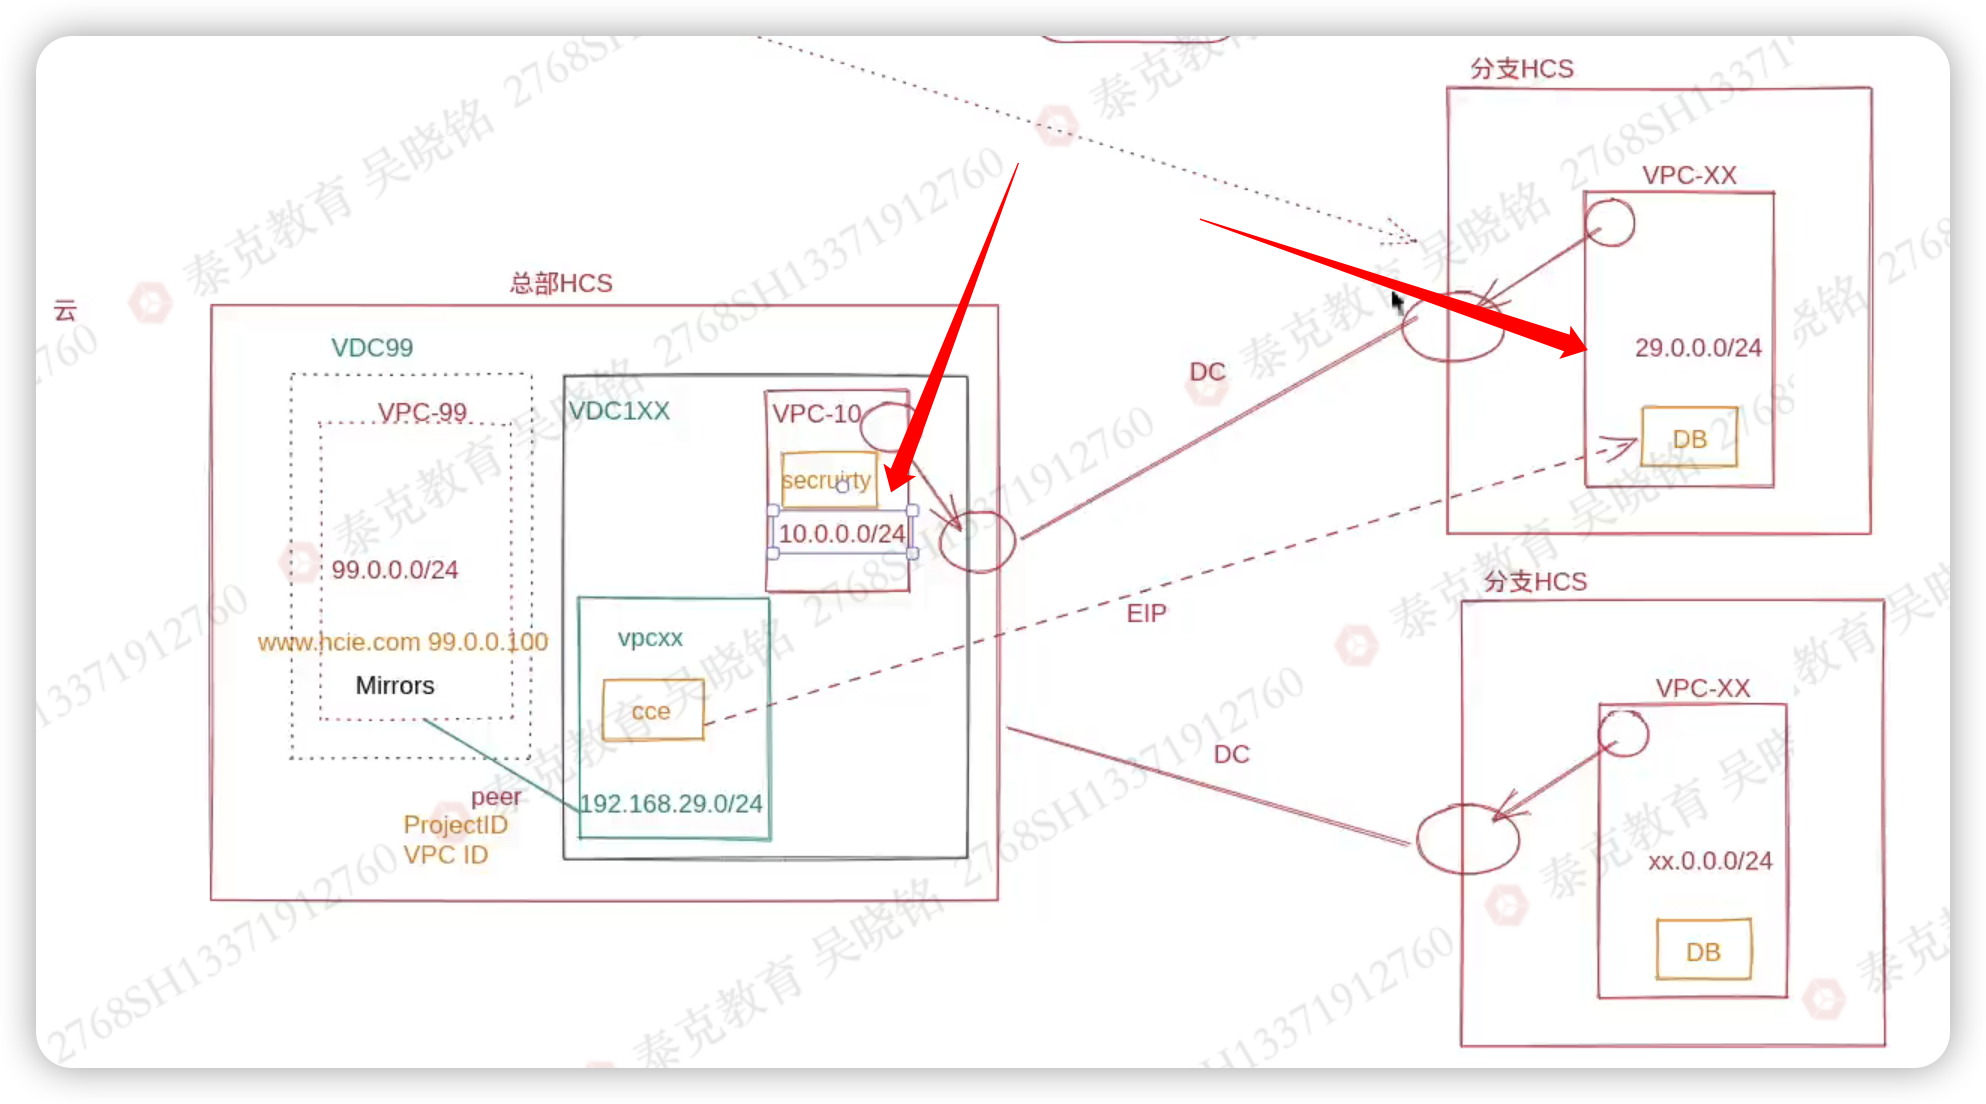 分支HCS
VPC-XX
29.0.0.0/24
DB
总部HCS
云
VDC99
VPC-99
99.0.0.0/24
www.hcie.com 99.0.0.100
Mirrors
peer
ProjectID
VPC ID
VDC1XX
VPC-10
secruirty
10.0.0.0/24
vpcxx
cce
192.168.29.0/24
DC
EIP
DC
分支HCS
VPC-XX
xx.0.0.0/24
DB
泰克教育 吴晓铭 2768SH13371912760